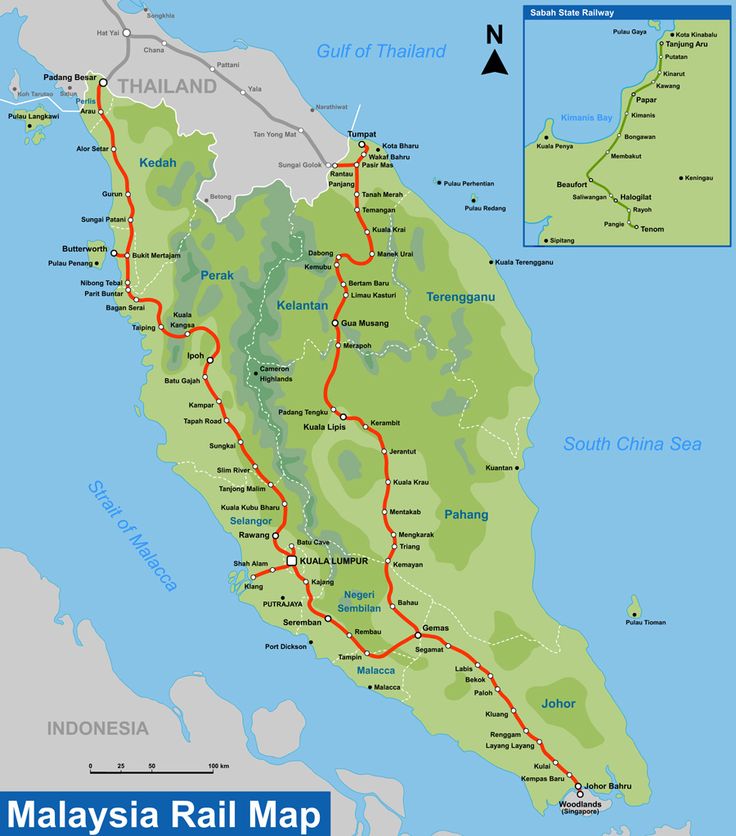 Songkhla
Hat Yai
Chana
Pattani
Yala
Narathiwat
Tan Yong Mat
Sungai Golok
Betong
THAILAND
Gulf of Thailand
N
Padang Besar
Koh Tarutao
Satun
Perlis
Arau
Pulau Langkawi
Alor Setar
Kedah
Gurun
Sungai Patani
Butterworth
Bukit Mertajam
Pulau Penang
Nibong Tebal
Parit Buntar
Bagan Serai
Taiping
Kuala
Kangsa
Perak
Ipoh
Batu Gajah
Kampar
Tapah Road
Sungkai
Slim River
Tanjong Malim
Kuala Kubu Bharu
Selangor
Rawang
Batu Cave
KUALA LUMPUR
Shah Alam
Klang
Kajang
PUTRAJAYA
Negeri
Sembilan
Seremban
Port Dickson
Rembau
Tampin
Malacca
Malacca
Strait of Malacca
Tumpat
Kota Bharu
Wakaf Bahru
Pasir Mas
Rantau
Panjang
Tanah Merah
Temangan
Kuala Krai
Manek Urai
Dabong
Kemubu
Bertam Baru
Limau Kasturi
Kelantan
Gua Musang
Merapoh
Cameron
Highlands
Padang Tengku
Kuala Lipis
Kerambit
Jerantut
Kuala Krau
Mentakab
Mengkarak
Triang
Kemayan
Bahau
Gemas
Pahang
Kuantan
Terengganu
Pulau Perhentian
Pulau Redang
Kuala Terengganu
South China Sea
Pulau Tioman
Segamat
Labis
Bekok
Paloh
Kluang
Renggam
Layang Layang
Kulai
Kempas Baru
Johor
Johor Bahru
Woodlands
(Singapore)
INDONESIA
0 25 50 100 km
Malaysia Rail Map
Sabah State Railway
Pulau Gaya
Kota Kinabalu
Tanjung Aru
Putatan
Kinarut
Kawang
Papar
Kimanis
Kimanis Bay
Bongawan
Kuala Penya
Membakut
Beaufort
Keningau
Saliwangan
Halogilat
Rayoh
Pangie
Tenom
Sipitang